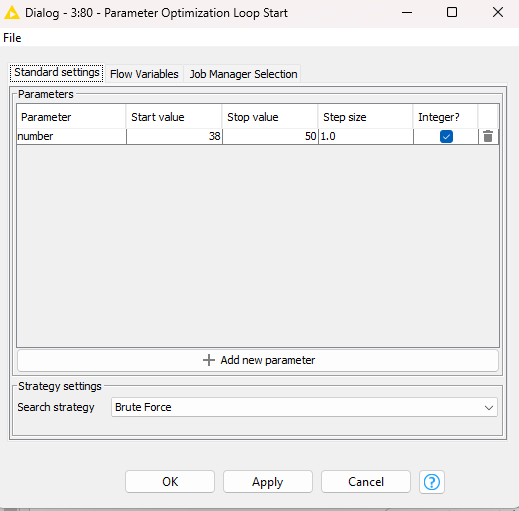 Dialog - 3:80 - Parameter Optimization Loop Start
File
Standard settings Flow Variables Job Manager Selection
Parameters
Parameter Start value Stop value Step size Integer?
number 38 50 1.0
Add new parameter
Strategy settings
Search strategy Brute Force
OK Apply Cancel ?